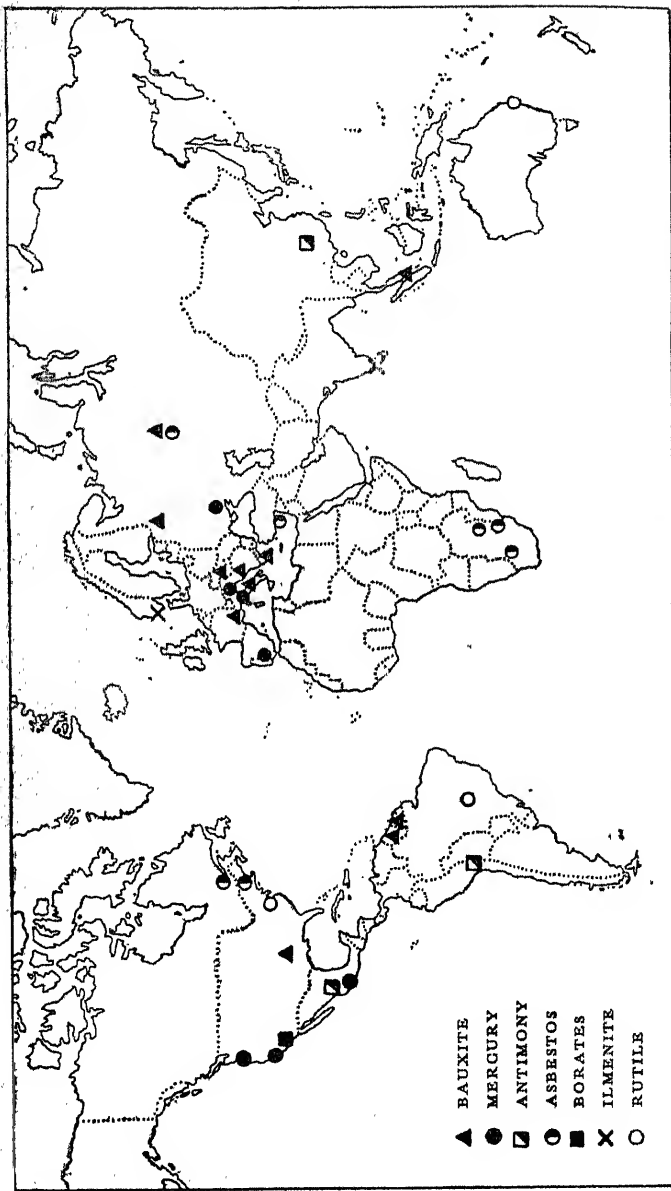 BAUXITE
MERCURY
ANTIMONY
ASBESTOS
BORATES
ILMENITE
RUTILE